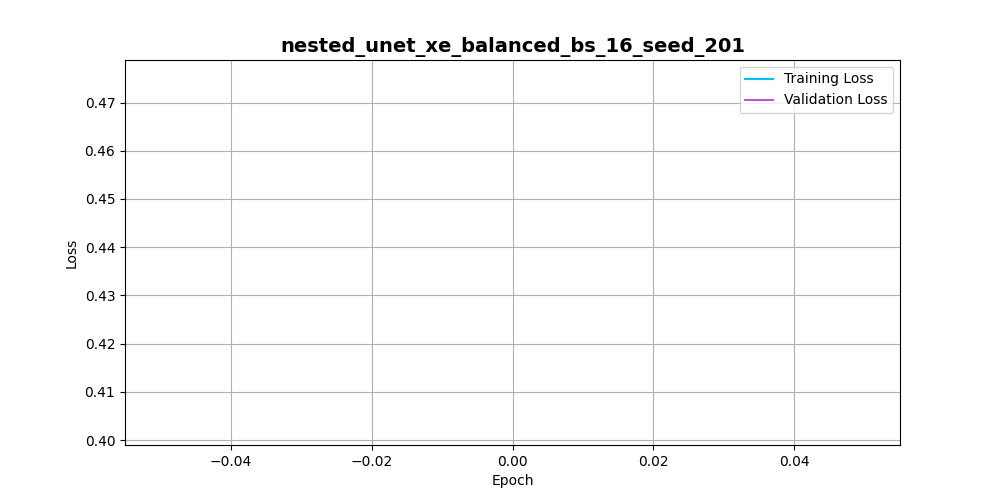 nested_unet_xe_balanced_bs_16_seed_201
Training Loss
Validation Loss
0.47
0.46
0.45
0.44
0.43
0.42
0.41
0.40
Loss
−0.04
−0.02
0.00
0.02
0.04
Epoch